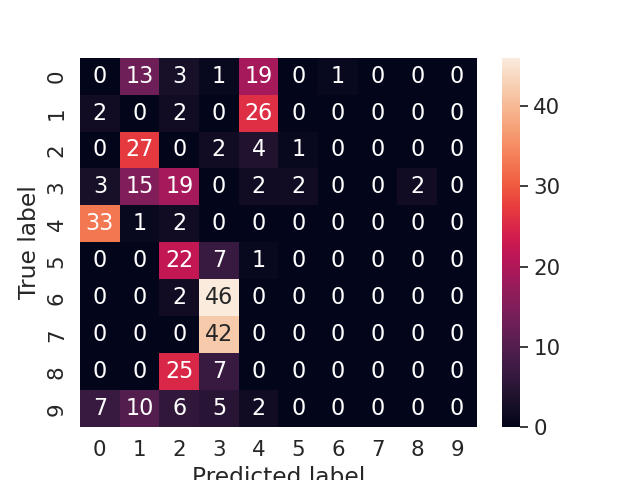 0 0 13 3 1 19 0 1 0 0 0
1 2 0 2 0 26 0 0 0 0 0
2 0 27 0 2 4 1 0 0 0 0
3 3 15 19 0 2 2 0 0 2 0
4 33 1 2 0 0 0 0 0 0 0
5 0 0 22 7 1 0 0 0 0 0
6 0 0 2 46 0 0 0 0 0 0
7 0 0 0 42 0 0 0 0 0 0
8 0 0 25 7 0 0 0 0 0 0
9 7 10 6 5 2 0 0 0 0 0
0 1 2 3 4 5 6 7 8 9
True label
Predicted label
40
30
20
10
0